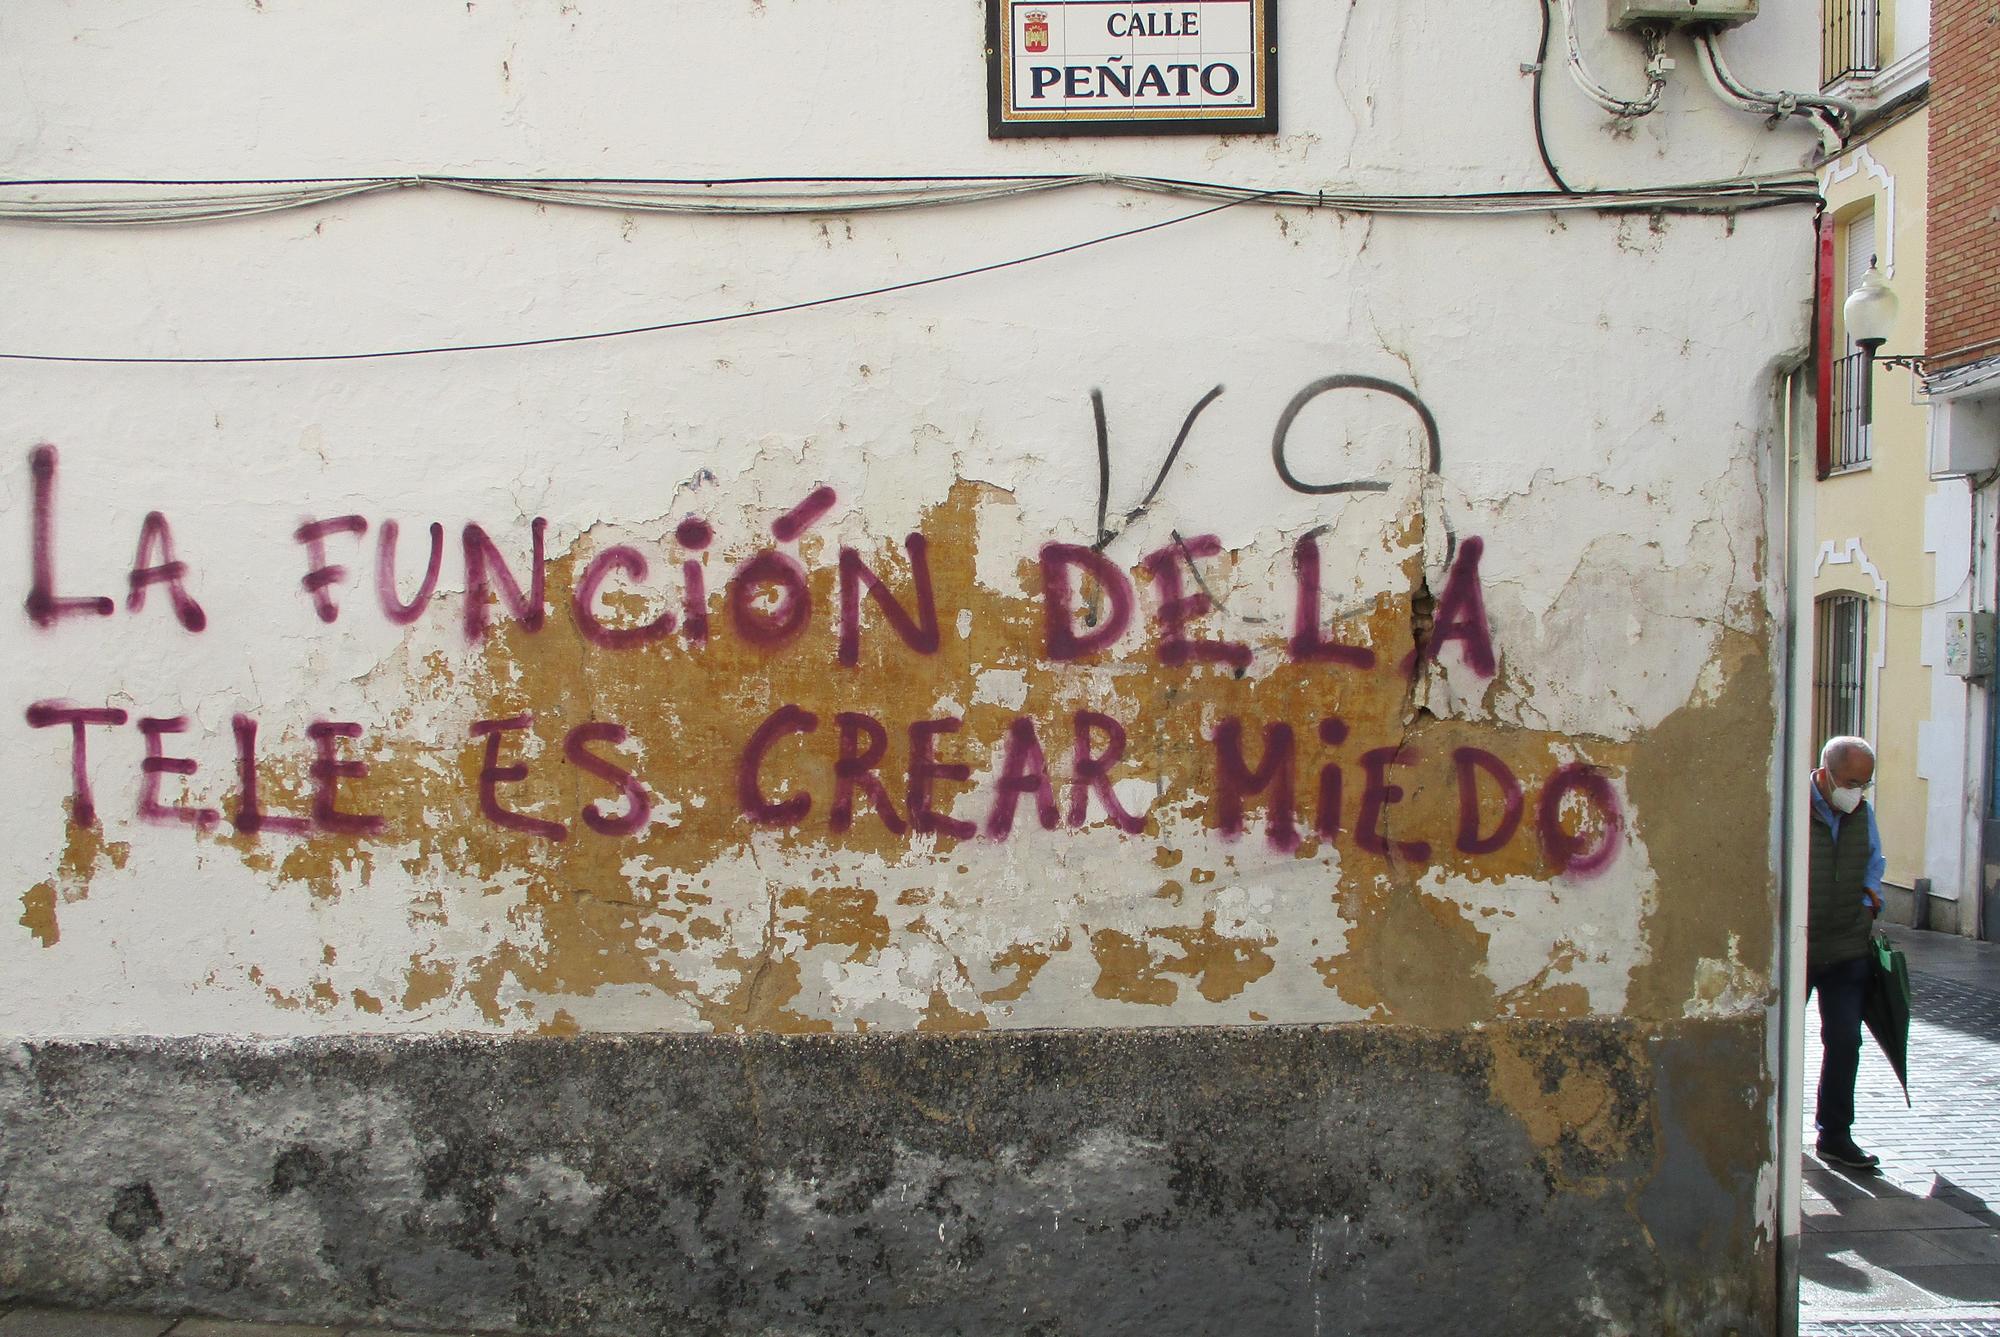 CALLE
PEÑATO
LA FUNCIÓN DE LA
TELE ES CREAR MIEDO